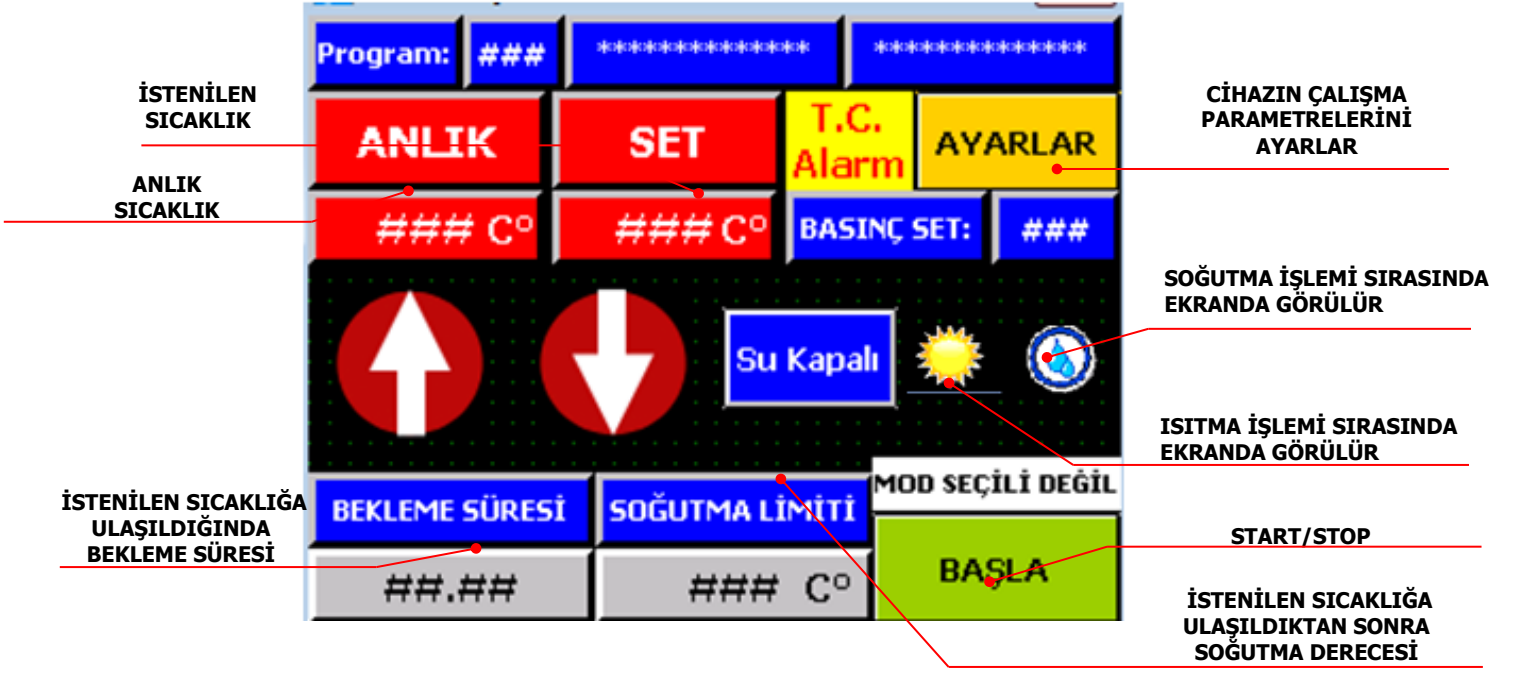 Program: ### ************** **************
İSTENİLEN
SICAKLIK
ANLIK
SICAKLIK
ANLIK SET
T.C.
Alarm
AYARLAR
### C° ### C° BASINÇ SET: ###
CİHAZIN ÇALIŞMA
PARAMETRELERİNİ
AYARLAR
Su Kapalı
SOĞUTMA İŞLEMİ SIRASINDA
EKRANDA GÖRÜLÜR
ISITMA İŞLEMİ SIRASINDA
EKRANDA GÖRÜLÜR
İSTENİLEN SICAKLIĞA
ULAŞILDIĞINDA
BEKLEME SÜRESİ
BEKLEME SÜRESİ SOĞUTMA LİMİTİ
MOD SEÇİLİ DEĞİL
##.## ### C°
BAŞLA
START/STOP
İSTENİLEN SICAKLIĞA
ULAŞILDIKTAN SONRA
SOĞUTMA DERECESİ